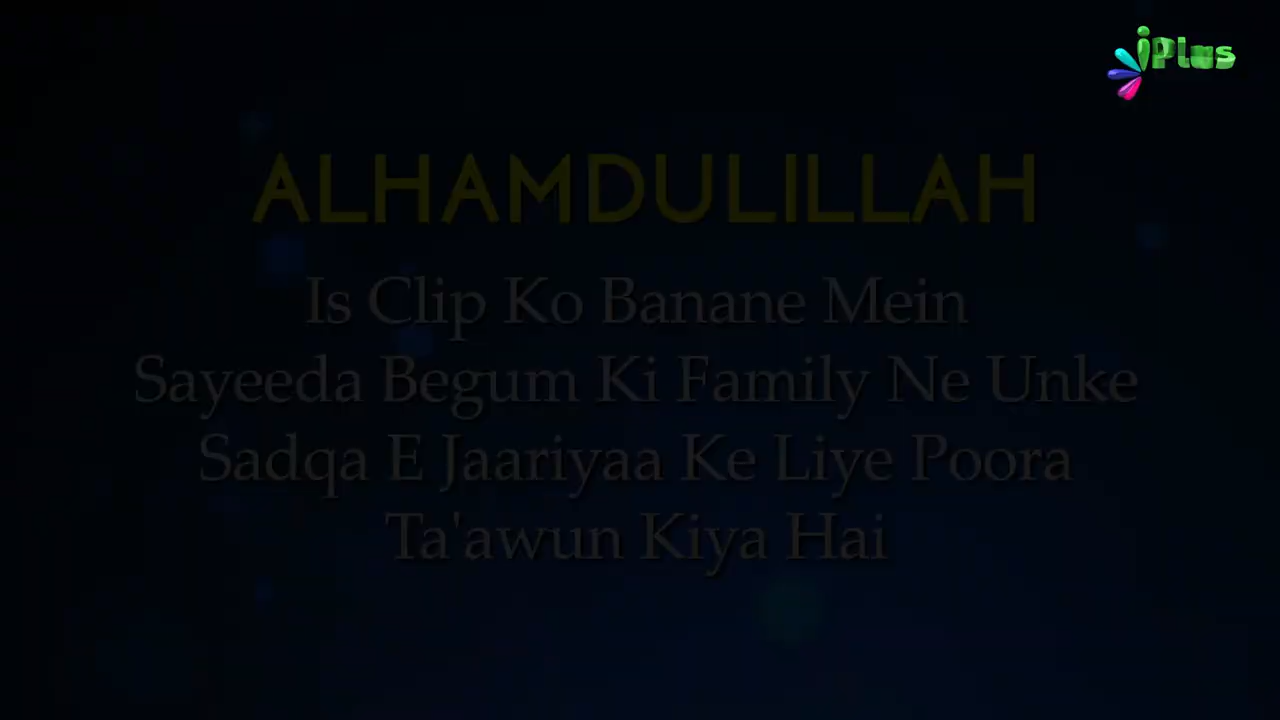 iPlus
ALHAMDULILLAH
Is Clip Ko Banane Mein
Sayeeda Begum Ki Family Ne Unke
Sadqa E Jaariyaa Ke Liye Poora
Ta'awun Kiya Hai